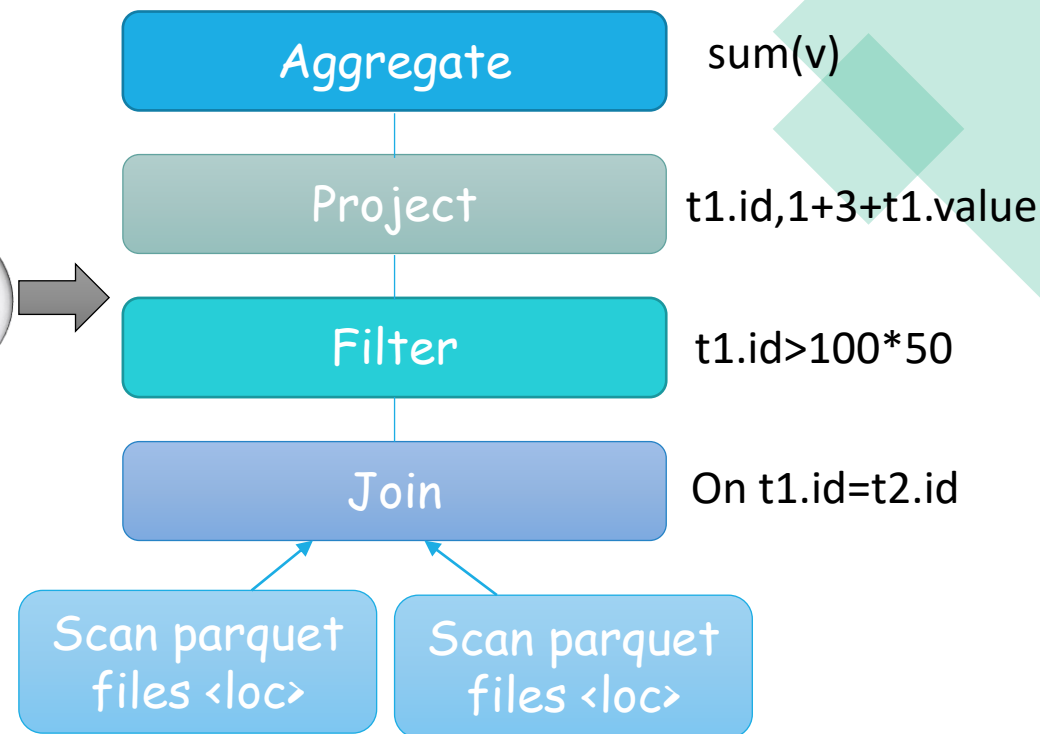 Aggregate
sum(v)
Project
t1.id,1+3+t1.value
Filter
t1.id>100*50
Join
On t1.id=t2.id
Scan parquet
files <loc>
Scan parquet
files <loc>